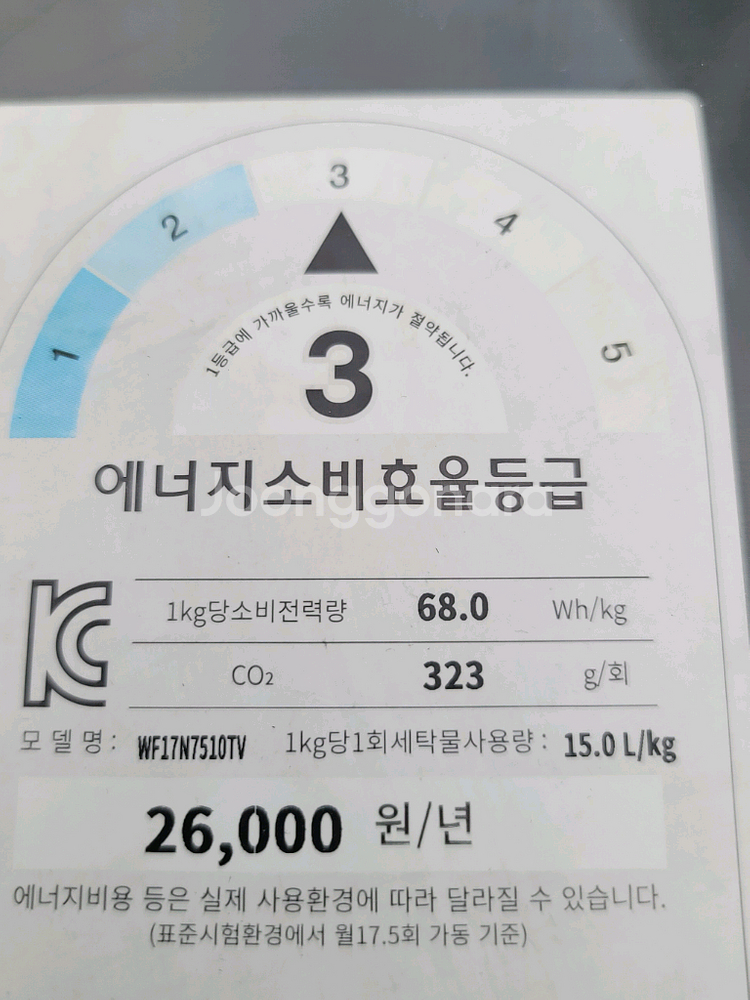 1 2 3 4 5
1등급에 가까울수록 에너지가 절약됩니다.
3
에너지소비효율등급
Joonggonara
1kg당소비전력량 68.0 Wh/kg
CO₂ 323 g/회
모델명: WF17N7510TV 1kg당1회세탁물사용량: 15.0 L/kg
26,000 원/년
에너지비용 등은 실제 사용환경에 따라 달라질 수 있습니다.
(표준시험환경에서 월17.5회 가동 기준)